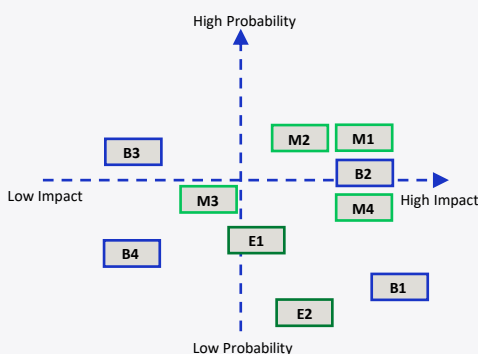 High Probability
M2
M1
B3
B2
Low Impact
High Impact
M3
M4
E1
B4
B1
E2
Low Probability